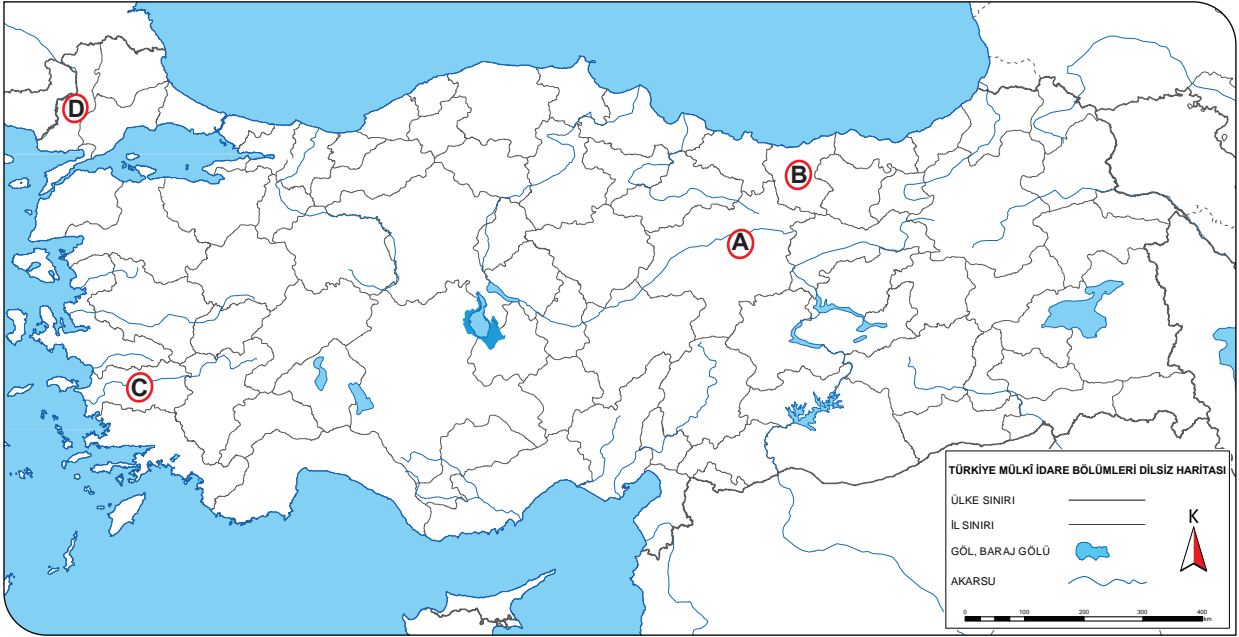 D
B
A
C
TÜRKİYE MÜLKÎ İDARE BÖLÜMLERİ DİLSİZ HARİTASI
ÜLKE SINIRI
İL SINIRI
GÖL, BARAJ GÖLÜ
AKARSU
K
0 100 200 300 400
km